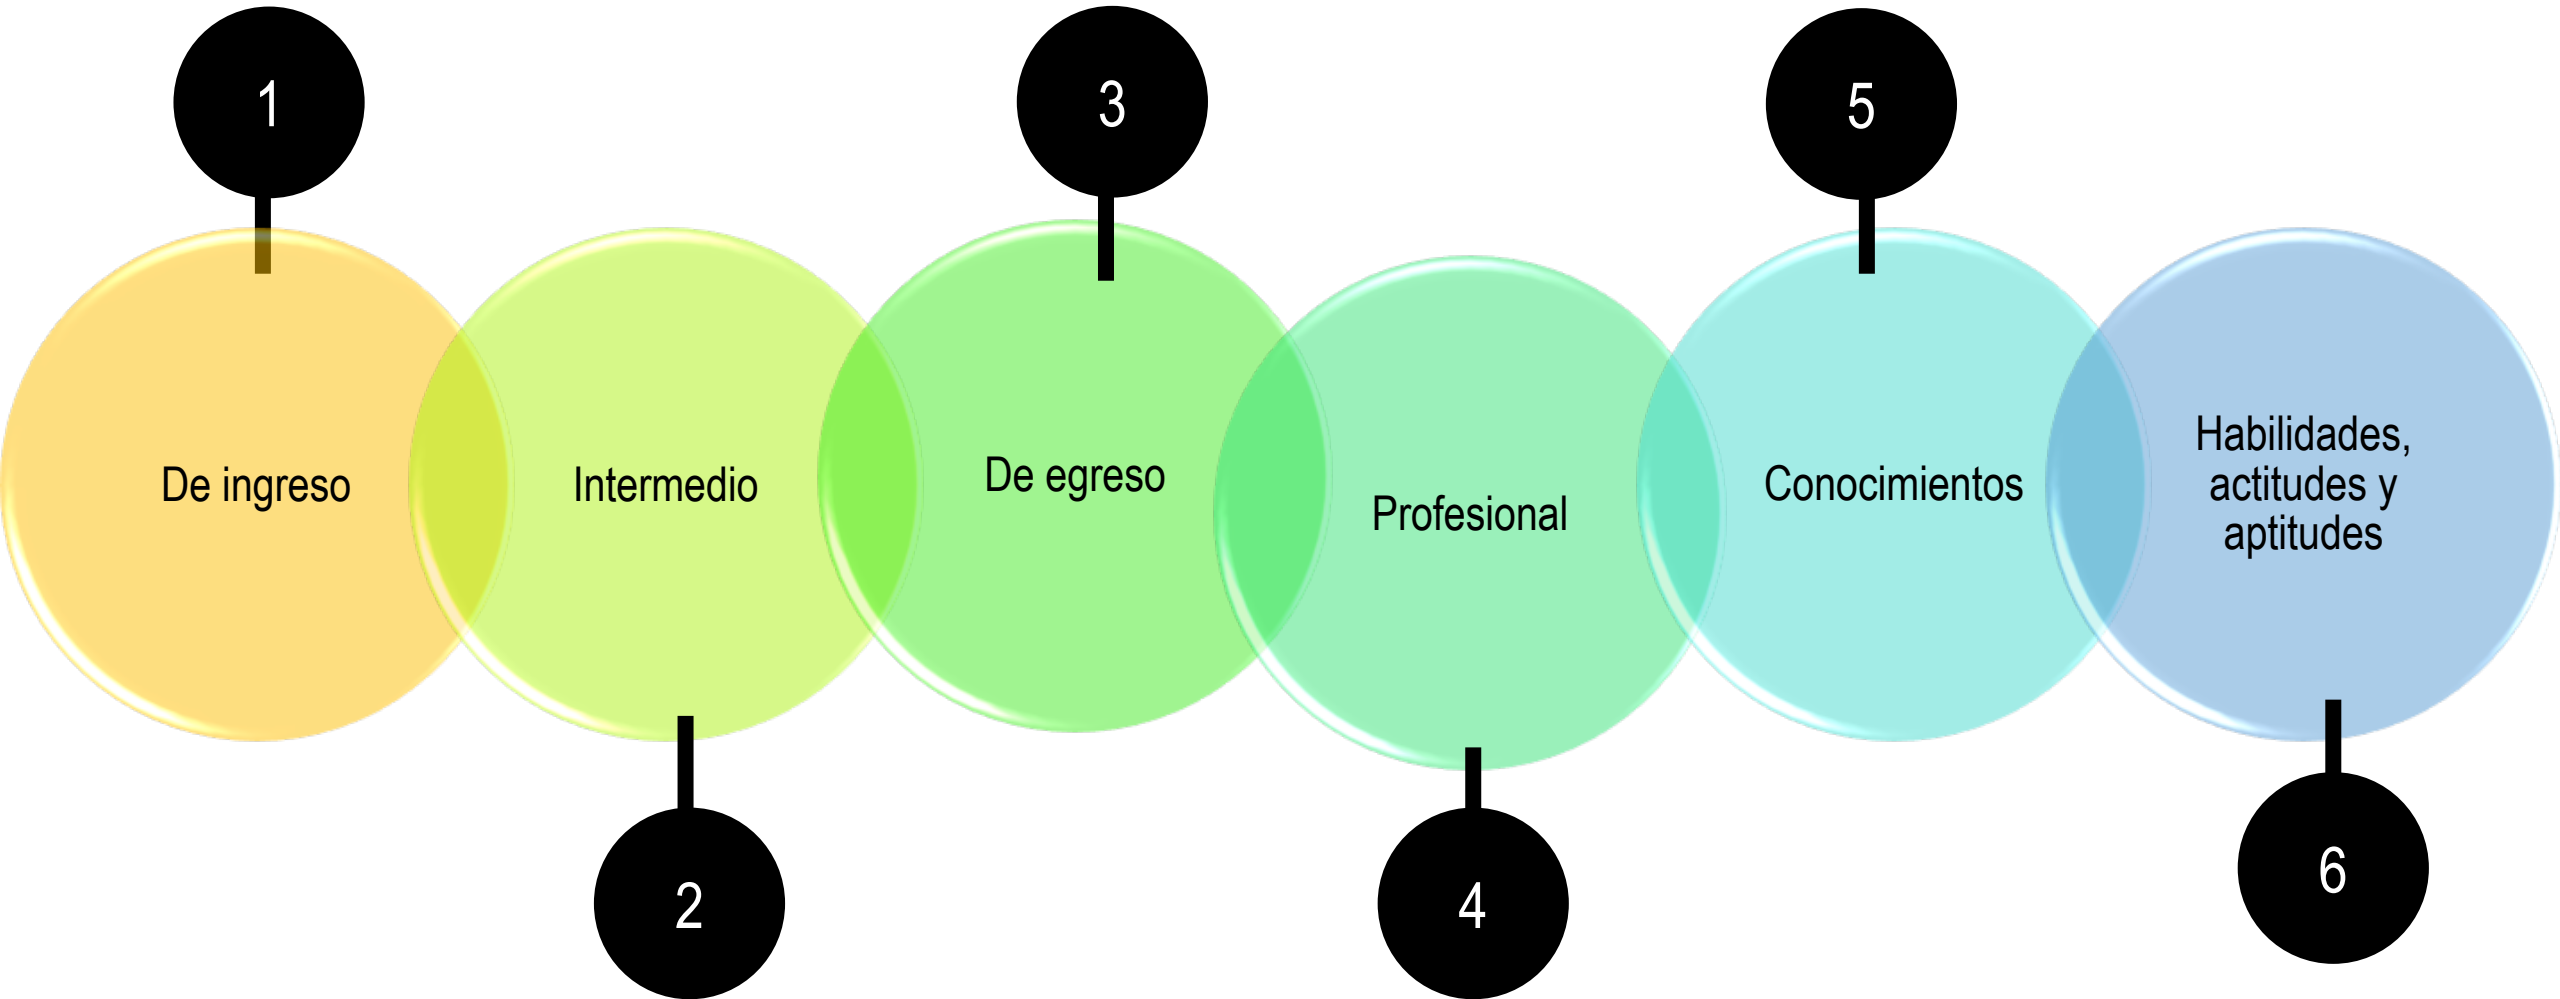 1
De ingreso
2
Intermedio
3
De egreso
4
Profesional
5
Conocimientos
6
Habilidades,
actitudes y
aptitudes